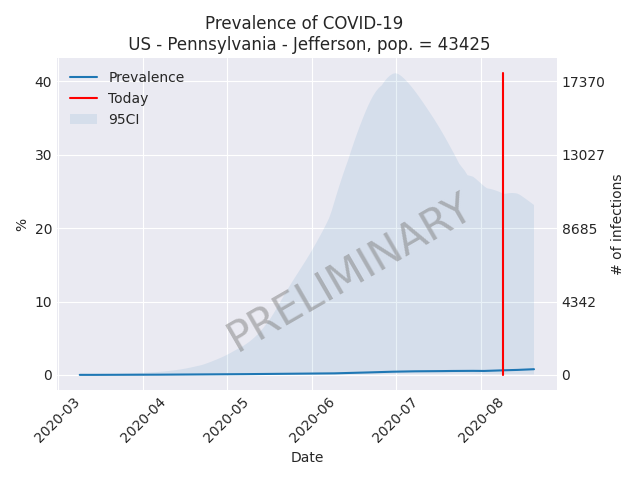 Prevalence of COVID-19
US - Pennsylvania - Jefferson, pop. = 43425
Prevalence
Today
95CI
40
30
20
10
0
%
17370
13027
8685
4342
0
# of infections
PRELIMINARY
2020-03
2020-04
2020-05
2020-06
2020-07
2020-08
Date